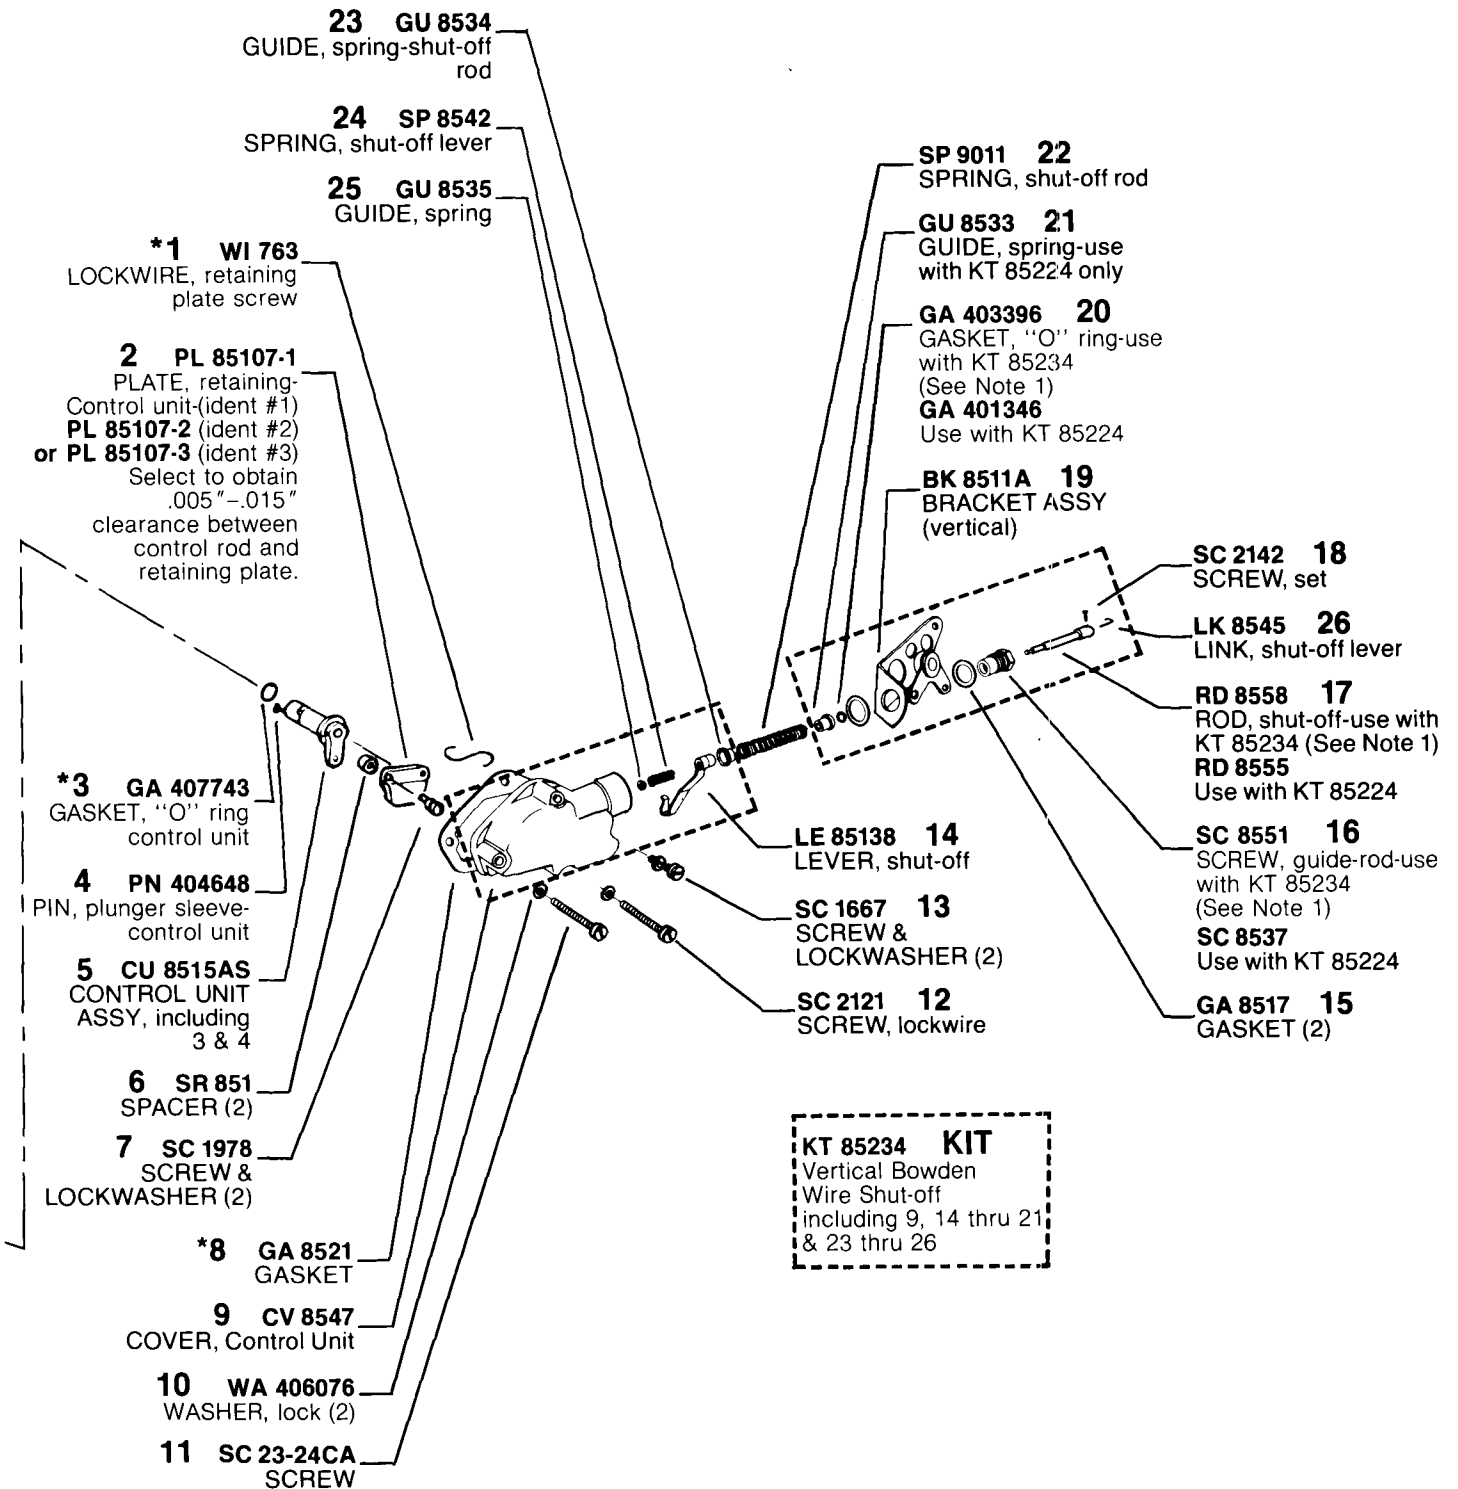 23 GU 8534
GUIDE, spring-shut-off
rod
24 SP 8542
SPRING, shut-off lever
25 GU 8535
GUIDE, spring
*1 WI 763
LOCKWIRE, retaining
plate screw
2 PL 85107-1
PLATE, retaining-
Control unit-(ident #1)
PL 85107-2 (ident #2)
or PL 85107-3 (ident #3)
Select to obtain
.005"–.015"
clearance between
control rod and
retaining plate.
*3 GA 407743
GASKET, "O" ring
control unit
4 PN 404648
PIN, plunger sleeve-
control unit
5 CU 8515AS
CONTROL UNIT
ASSY, including
3 & 4
6 SR 851
SPACER (2)
7 SC 1978
SCREW &
LOCKWASHER (2)
*8 GA 8521
GASKET
9 CV 8547
COVER, Control Unit
10 WA 406076
WASHER, lock (2)
11 SC 23-24CA
SCREW
SP 9011 22
SPRING, shut-off rod
GU 8533 21
GUIDE, spring-use
with KT 85224 only
GA 403396 20
GASKET, "O" ring-use
with KT 85234
(See Note 1)
GA 401346
Use with KT 85224
BK 8511A 19
BRACKET ASSY
(vertical)
SC 2142 18
SCREW, set
LK 8545 26
LINK, shut-off lever
RD 8558 17
ROD, shut-off-use with
KT 85234 (See Note 1)
RD 8555
Use with KT 85224
SC 8551 16
SCREW, guide-rod-use
with KT 85234
(See Note 1)
SC 8537
Use with KT 85224
GA 8517 15
GASKET (2)
LE 85138 14
LEVER, shut-off
SC 1667 13
SCREW &
LOCKWASHER (2)
SC 2121 12
SCREW, lockwire
KT 85234 KIT
Vertical Bowden
Wire Shut-off
including 9, 14 thru 21
& 23 thru 26